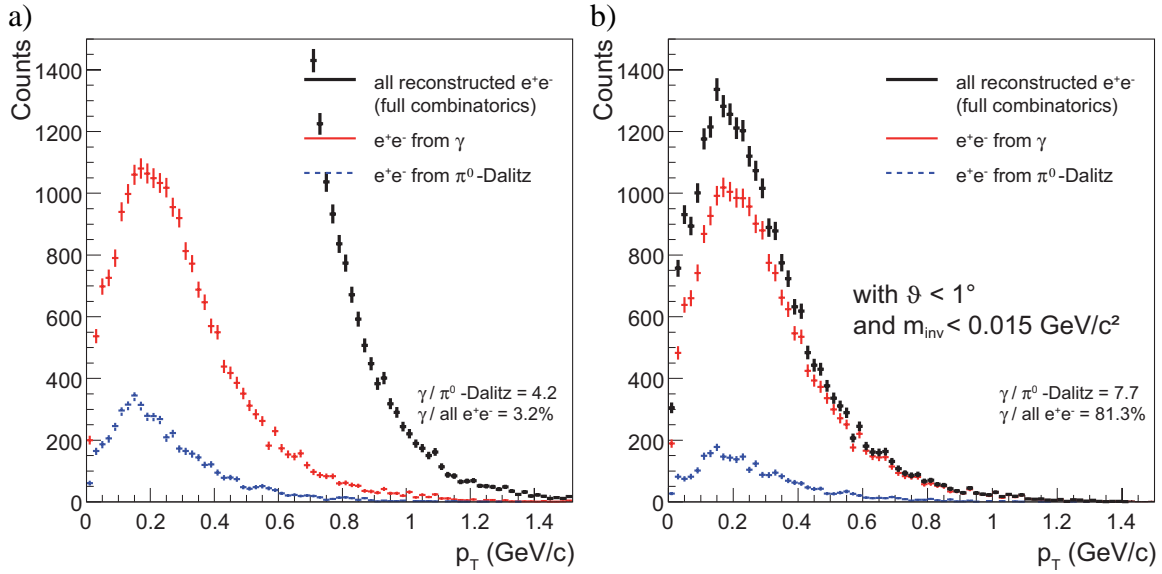 a)
Counts
1400
1200
1000
800
600
400
200
0
0 0.2 0.4 0.6 0.8 1 1.2 1.4
p_T (GeV/c)
all reconstructed e⁺e⁻
(full combinatorics)
e⁺e⁻ from γ
e⁺e⁻ from π⁰-Dalitz
γ / π⁰ -Dalitz = 4.2
γ / all e⁺e⁻ = 3.2%
b)
Counts
1400
1200
1000
800
600
400
200
0
0 0.2 0.4 0.6 0.8 1 1.2 1.4
p_T (GeV/c)
all reconstructed e⁺e⁻
(full combinatorics)
e⁺e⁻ from γ
e⁺e⁻ from π⁰-Dalitz
with ϑ < 1°
and m_inv < 0.015 GeV/c²
γ / π⁰ -Dalitz = 7.7
γ / all e⁺e⁻ = 81.3%